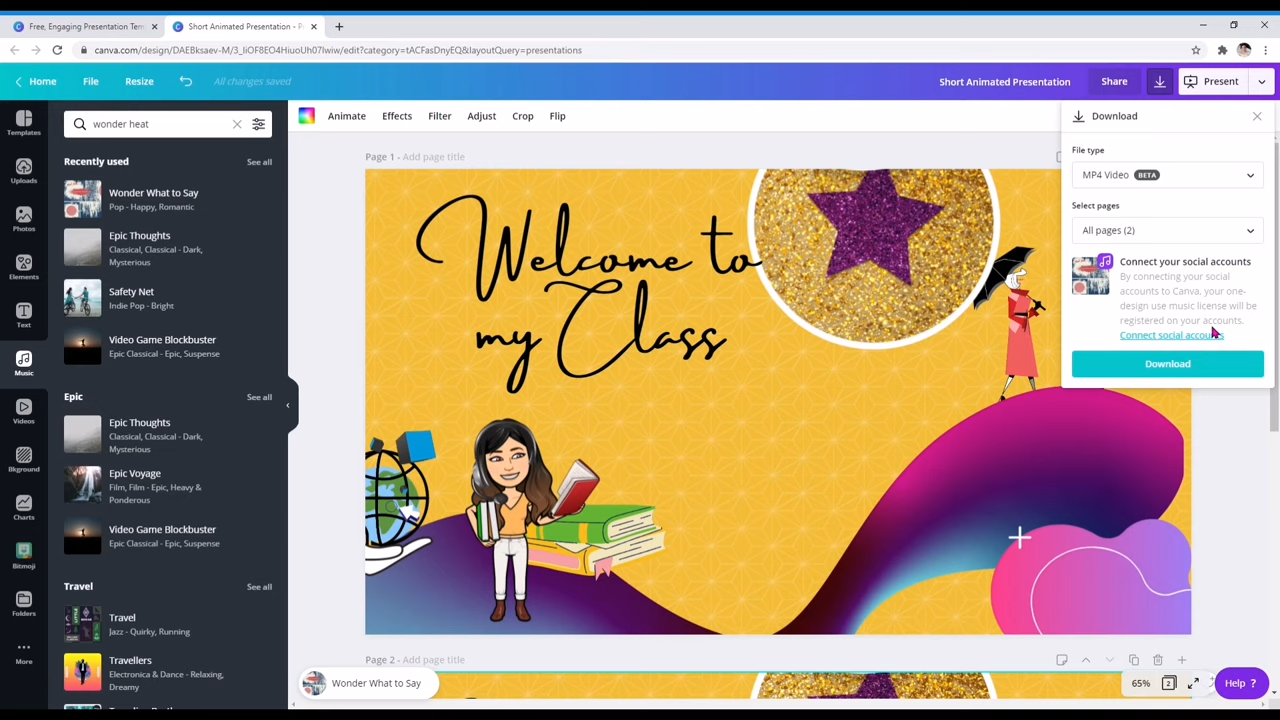 Free, Engaging Presentation Tem
Short Animated Presentation - P
canva.com/design/DAEBksaev-M/3_liOF8EO4HiuoUh07lwiw/edit?category=tACFasDnyEQ&layoutQuery=presentations
Home
File
Resize
All changes saved
Short Animated Presentation
Share
Present
Templates
Uploads
Photos
Elements
Text
Music
Videos
Bkground
Charts
Bitmoji
Folders
More
wonder heat
Recently used
See all
Wonder What to Say
Pop - Happy, Romantic
Epic Thoughts
Classical, Classical - Dark,
Mysterious
Safety Net
Indie Pop - Bright
Video Game Blockbuster
Epic Classical - Epic, Suspense
Epic
See all
Epic Thoughts
Classical, Classical - Dark,
Mysterious
Epic Voyage
Film, Film - Epic, Heavy &
Ponderous
Video Game Blockbuster
Epic Classical - Epic, Suspense
Travel
See all
Travel
Jazz - Quirky, Running
Travellers
Electronica & Dance - Relaxing,
Dreamy
Animate
Effects
Filter
Adjust
Crop
Flip
Page 1 - Add page title
Welcome to
my Class
Page 2 - Add page title
Wonder What to Say
65%
2
Help ?
Download
File type
MP4 Video BETA
Select pages
All pages (2)
Connect your social accounts
By connecting your social
accounts to Canva, your one-
design use music license will be
registered on your accounts.
Connect social accounts
Download